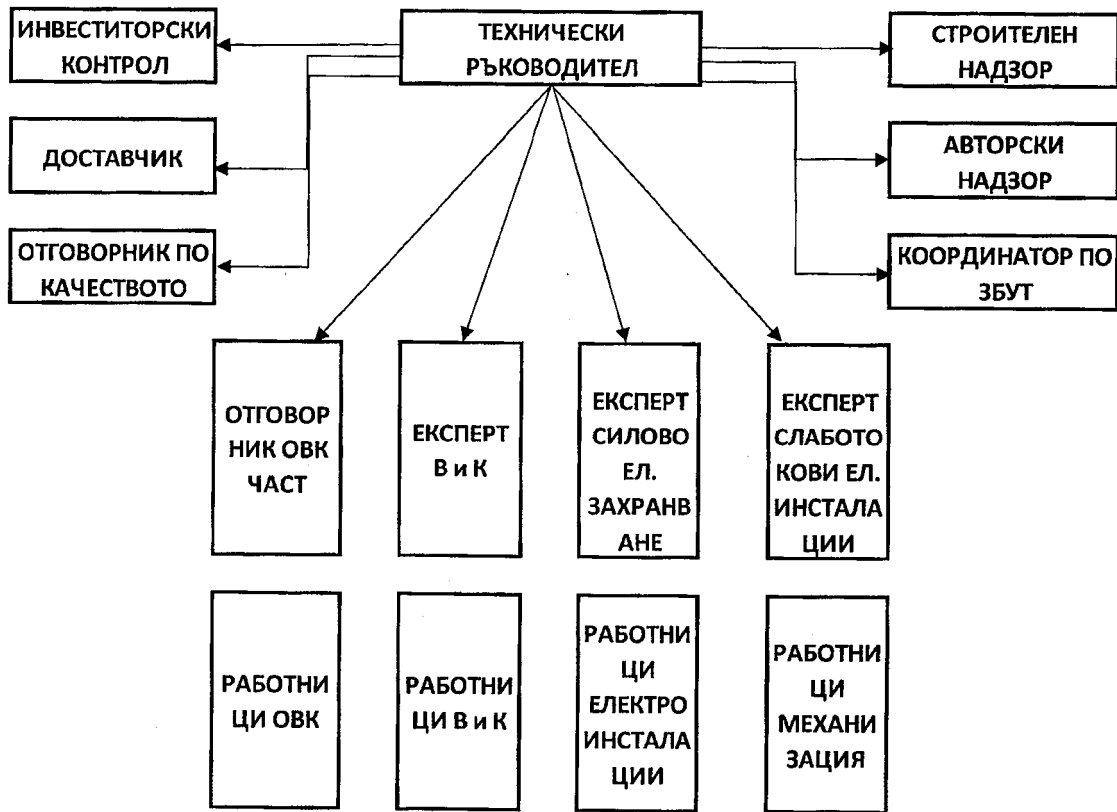 ИНВЕСТИТОРСКИ
КОНТРОЛ
ТЕХНИЧЕСКИ
РЪКОВОДИТЕЛ
СТРОИТЕЛЕН
НАДЗОР
ДОСТАВЧИК
АВТОРСКИ
НАДЗОР
ОТГОВОРНИК ПО
КАЧЕСТВОТО
КООРДИНАТОР ПО
ЗБУТ
ОТГОВОР
НИК ОВК
ЧАСТ
ЕКСПЕРТ
В и К
ЕКСПЕРТ
СИЛОВО
ЕЛ.
ЗАХРАНВ
АНЕ
ЕКСПЕРТ
СЛАБОТО
КОВИ ЕЛ.
ИНСТАЛА
ЦИИ
РАБОТНИ
ЦИ ОВК
РАБОТНИ
ЦИ В и К
РАБОТНИ
ЦИ
ЕЛЕКТРО
ИНСТАЛА
ЦИИ
РАБОТНИ
ЦИ
МЕХАНИ
ЗАЦИЯ